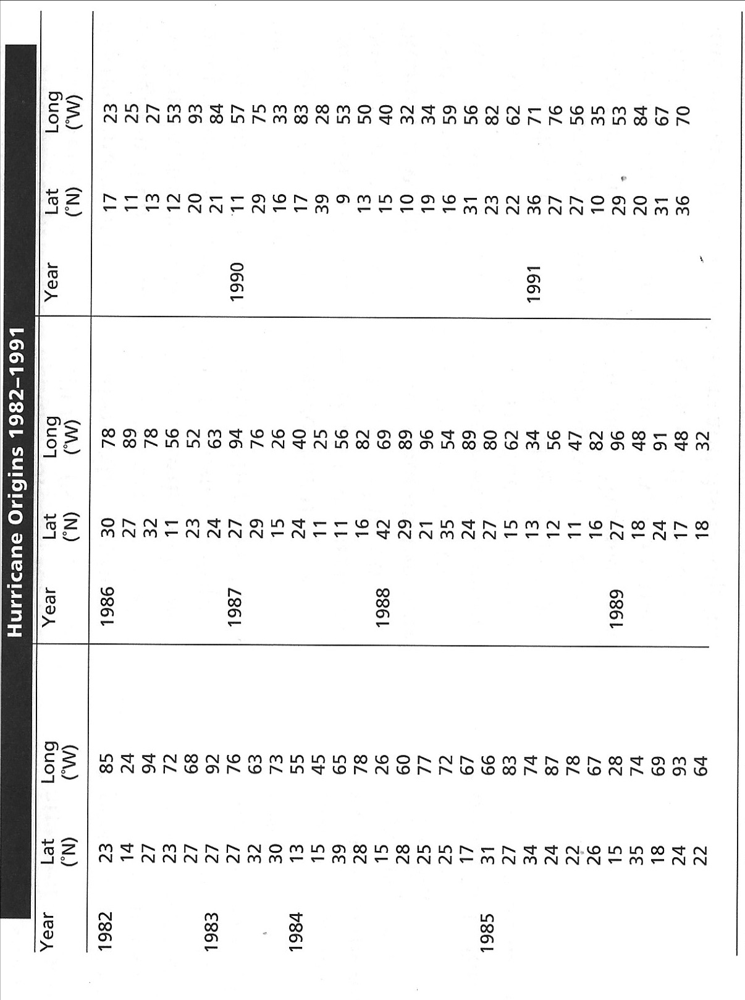 Hurricane Origins 1982–1991
Year Lat Long Year Lat Long Year Lat Long
(°N) (°W) (°N) (°W) (°N) (°W)
1982 23 85 1986 30 78 17 23
14 24 27 89 11 25
27 94 32 78 13 27
23 72 11 56 12 53
27 68 23 52 20 93
1983 27 92 24 63 21 84
27 76 1987 27 94 1990 11 57
32 63 29 76 29 75
30 73 15 26 16 33
1984 13 55 24 40 17 83
15 45 11 25 39 28
39 65 11 56 9 53
28 78 16 82 13 50
15 26 1988 42 69 15 40
28 60 29 89 10 32
25 77 21 96 19 34
25 72 35 54 16 59
17 67 24 89 31 56
1985 31 66 27 80 23 82
27 83 15 62 22 62
34 74 13 34 1991 36 71
24 87 12 56 27 76
22 78 11 47 27 56
26 67 16 82 10 35
15 28 1989 27 96 29 53
35 74 18 48 20 84
18 69 24 91 31 67
24 93 17 48 36 70
22 64 18 32